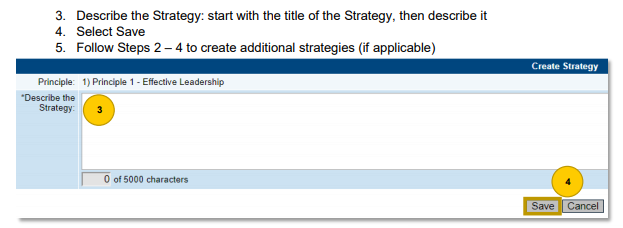 3. Describe the Strategy: start with the title of the Strategy, then describe it
4. Select Save
5. Follow Steps 2 – 4 to create additional strategies (if applicable)
Create Strategy
Principle: 1) Principle 1 - Effective Leadership
*Describe the
Strategy:
3
0 of 5000 characters
4
Save Cancel